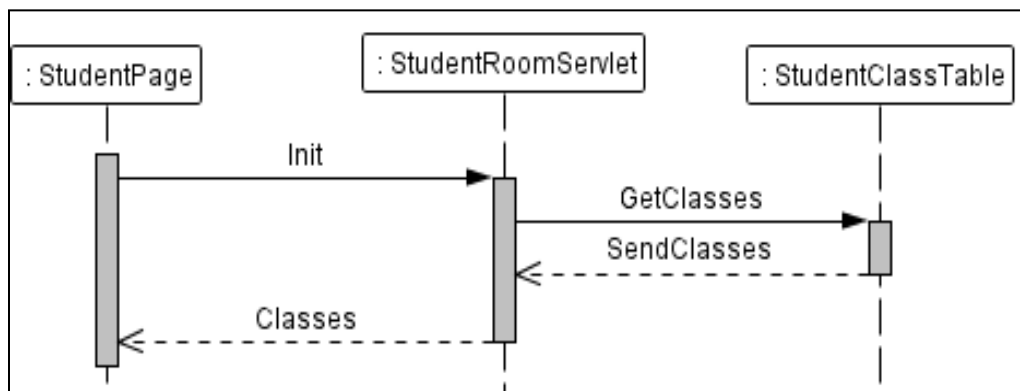 : StudentPage
: StudentRoomServlet
: StudentClassTable
Init
GetClasses
SendClasses
Classes